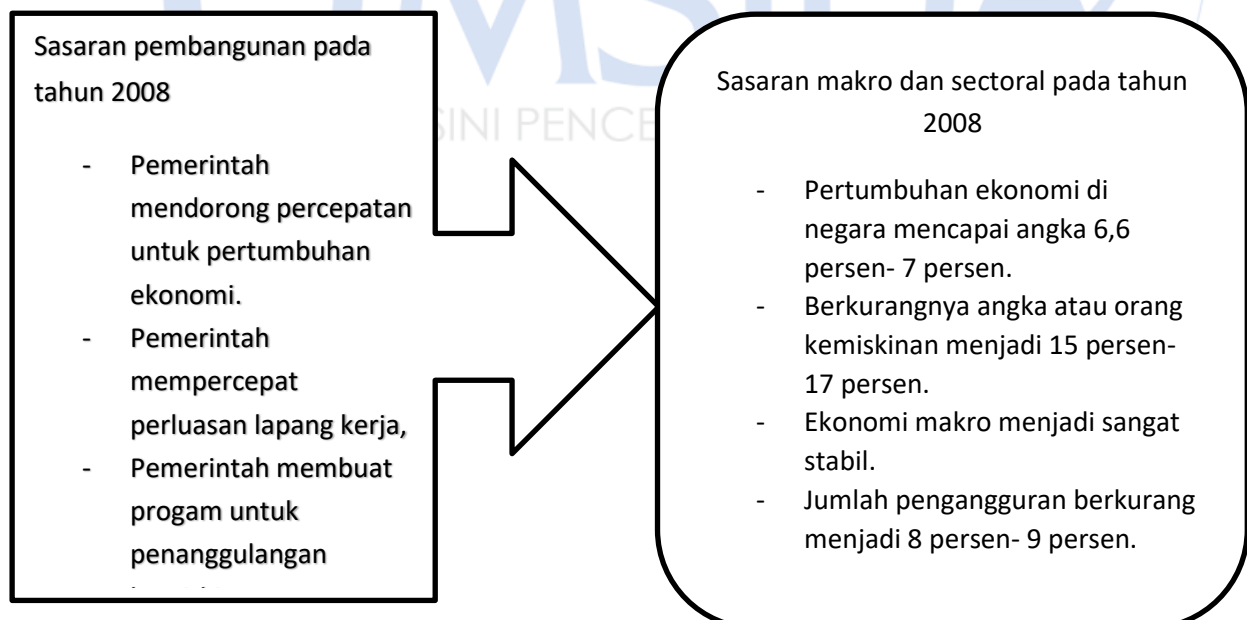 Sasaran pembangunan pada
tahun 2008
- Pemerintah
mendorong percepatan
untuk pertumbuhan
ekonomi.
- Pemerintah
mempercepat
perluasan lapang kerja,
- Pemerintah membuat
progam untuk
penanggulangan
SINI PENCE
Sasaran makro dan sectoral pada tahun
2008
- Pertumbuhan ekonomi di
negara mencapai angka 6,6
persen- 7 persen.
- Berkurangnya angka atau orang
kemiskinan menjadi 15 persen-
17 persen.
- Ekonomi makro menjadi sangat
stabil.
- Jumlah pengangguran berkurang
menjadi 8 persen- 9 persen.